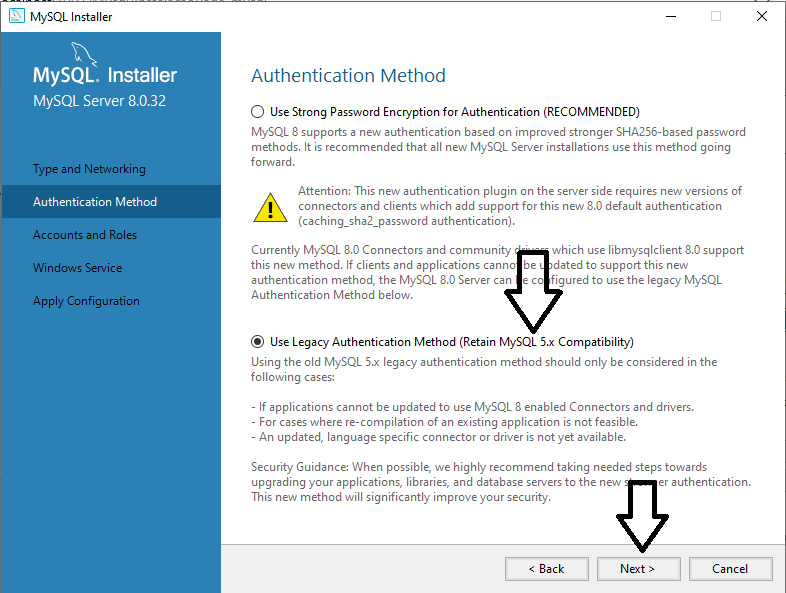 MySQL Installer
MySQL. Installer
MySQL Server 8.0.32
Type and Networking
Authentication Method
Accounts and Roles
Windows Service
Apply Configuration
Authentication Method
Use Strong Password Encryption for Authentication (RECOMMENDED)
MySQL 8 supports a new authentication based on improved stronger SHA256-based password
methods. It is recommended that all new MySQL Server installations use this method going
forward.
Attention: This new authentication plugin on the server side requires new versions of
connectors and clients which add support for this new 8.0 default authentication
(caching_sha2_password authentication).
Currently MySQL 8.0 Connectors and community drivers which use libmysqlclient 8.0 support
this new method. If clients and applications cannot be updated to support this new
authentication method, the MySQL 8.0 Server can be configured to use the legacy MySQL
Authentication Method below.
Use Legacy Authentication Method (Retain MySQL 5.x Compatibility)
Using the old MySQL 5.x legacy authentication method should only be considered in the
following cases:
- If applications cannot be updated to use MySQL 8 enabled Connectors and drivers.
- For cases where re-compilation of an existing application is not feasible.
- An updated, language specific connector or driver is not yet available.
Security Guidance: When possible, we highly recommend taking needed steps towards
upgrading your applications, libraries, and database servers to the new stronger authentication.
This new method will significantly improve your security.
< Back
Next >
Cancel